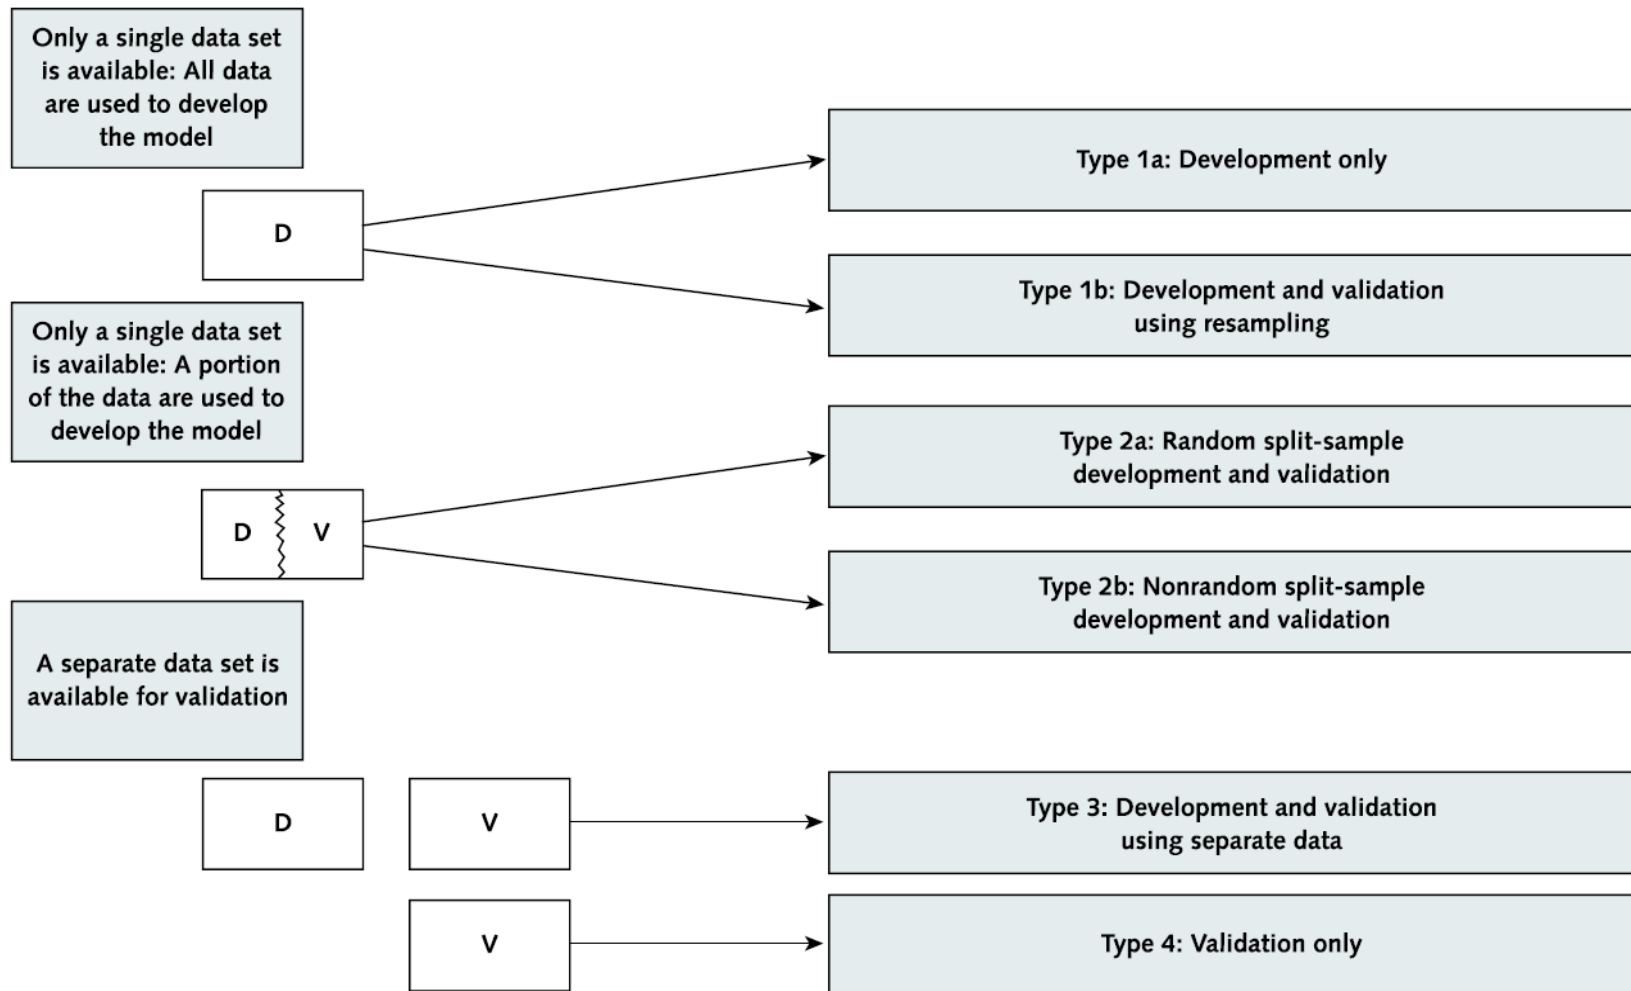 Only a single data set
is available: All data
are used to develop
the model
Type 1a: Development only
D
Type 1b: Development and validation
using resampling
Only a single data set
is available: A portion
of the data are used to
develop the model
Type 2a: Random split-sample
development and validation
D V
Type 2b: Nonrandom split-sample
development and validation
A separate data set is
available for validation
D V
Type 3: Development and validation
using separate data
V
Type 4: Validation only